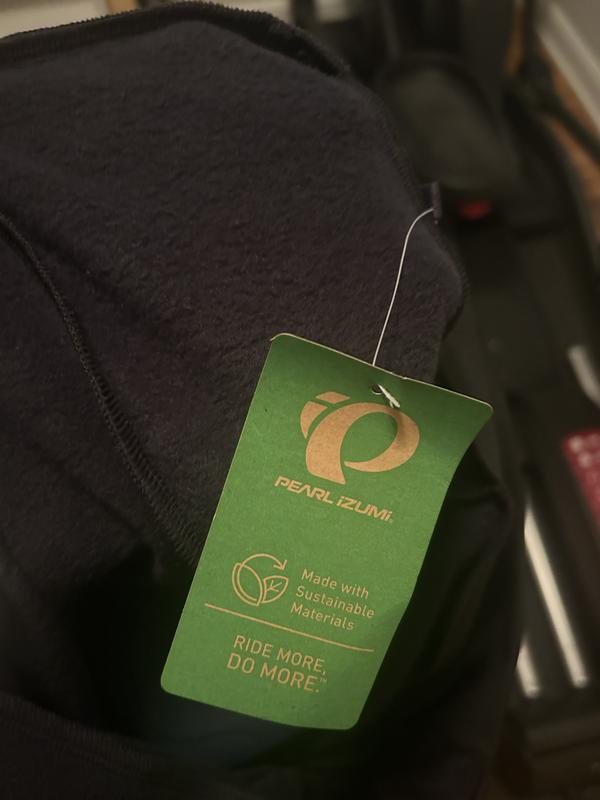 PEARL iZUMi
Made with
Sustainable
Materials
RIDE MORE,
DO MORE.™